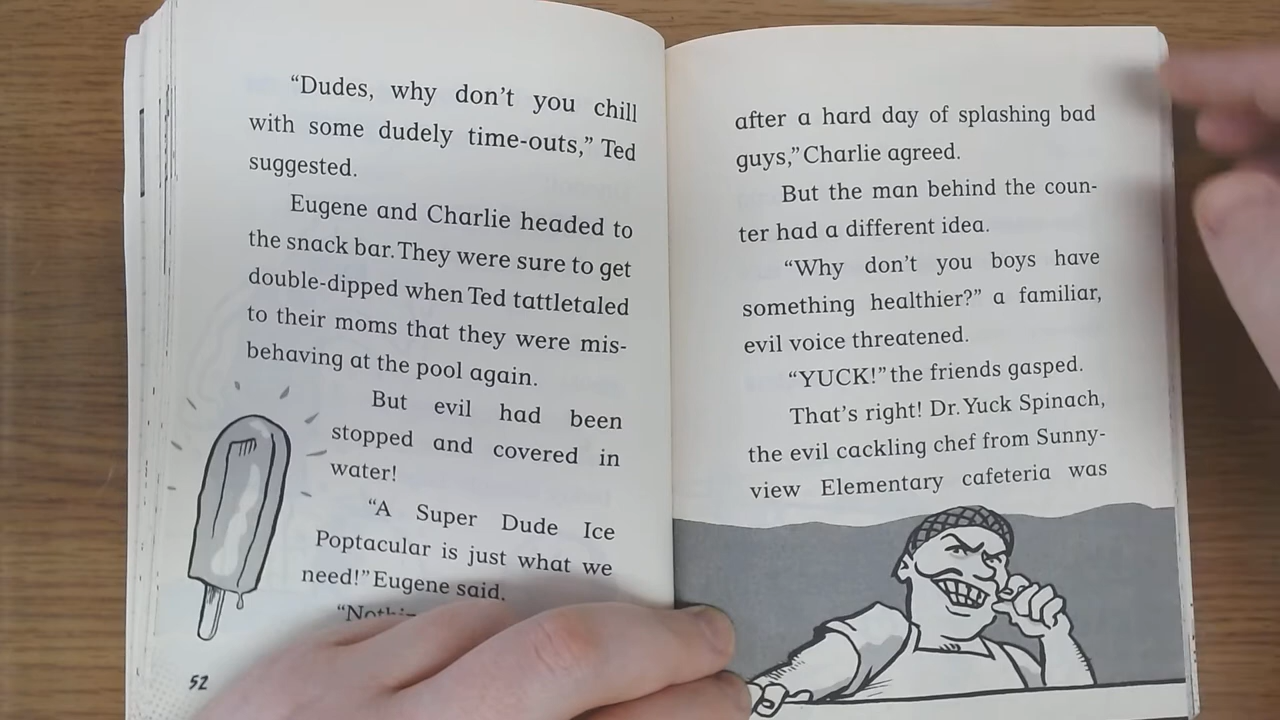 “Dudes, why don’t you chill
with some dudely time-outs,” Ted
suggested.
Eugene and Charlie headed to
the snack bar. They were sure to get
double-dipped when Ted tattletaled
to their moms that they were mis-
behaving at the pool again.
But evil had been
stopped and covered in
water!
“A Super Dude Ice
Poptacular is just what we
need!” Eugene said.
52
after a hard day of splashing bad
guys,” Charlie agreed.
But the man behind the coun-
ter had a different idea.
“Why don’t you boys have
something healthier?” a familiar,
evil voice threatened.
“YUCK!” the friends gasped.
That’s right! Dr. Yuck Spinach,
the evil cackling chef from Sunny-
view Elementary cafeteria was